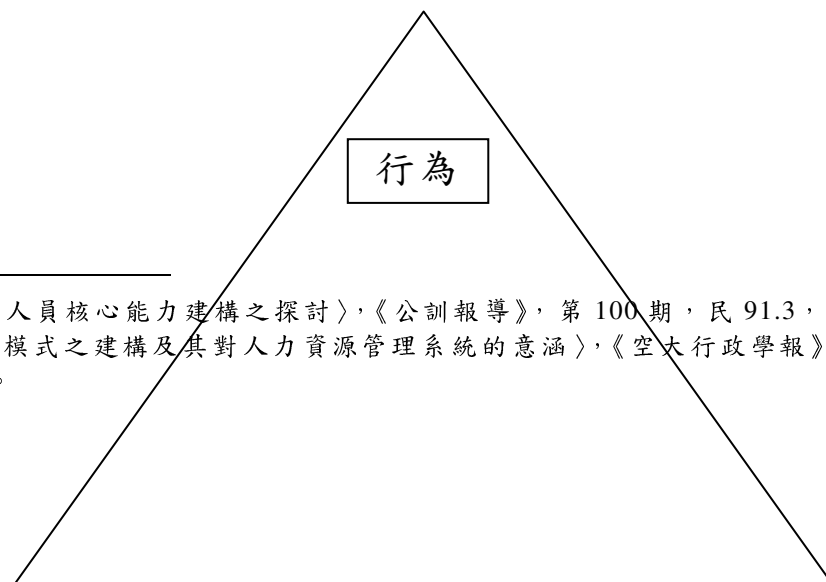 行為
人員核心能力建構之探討〉,《公訓報導》, 第 100 期，民 91.3，
模式之建構及其對人力資源管理系統的意涵〉,《空大行政學報》
。